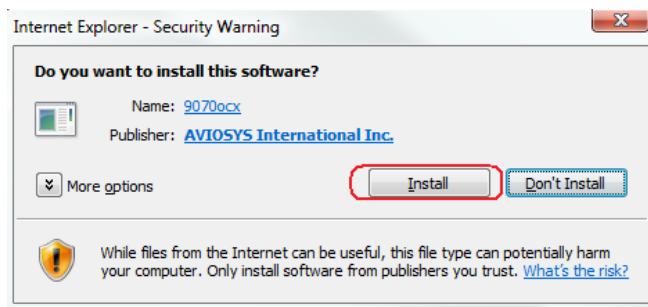 Internet Explorer - Security Warning
Do you want to install this software?
Name: 9070ocx
Publisher: AVIOSYS International Inc.
More options
Install
Don't Install
While files from the Internet can be useful, this file type can potentially harm
your computer. Only install software from publishers you trust. What's the risk?